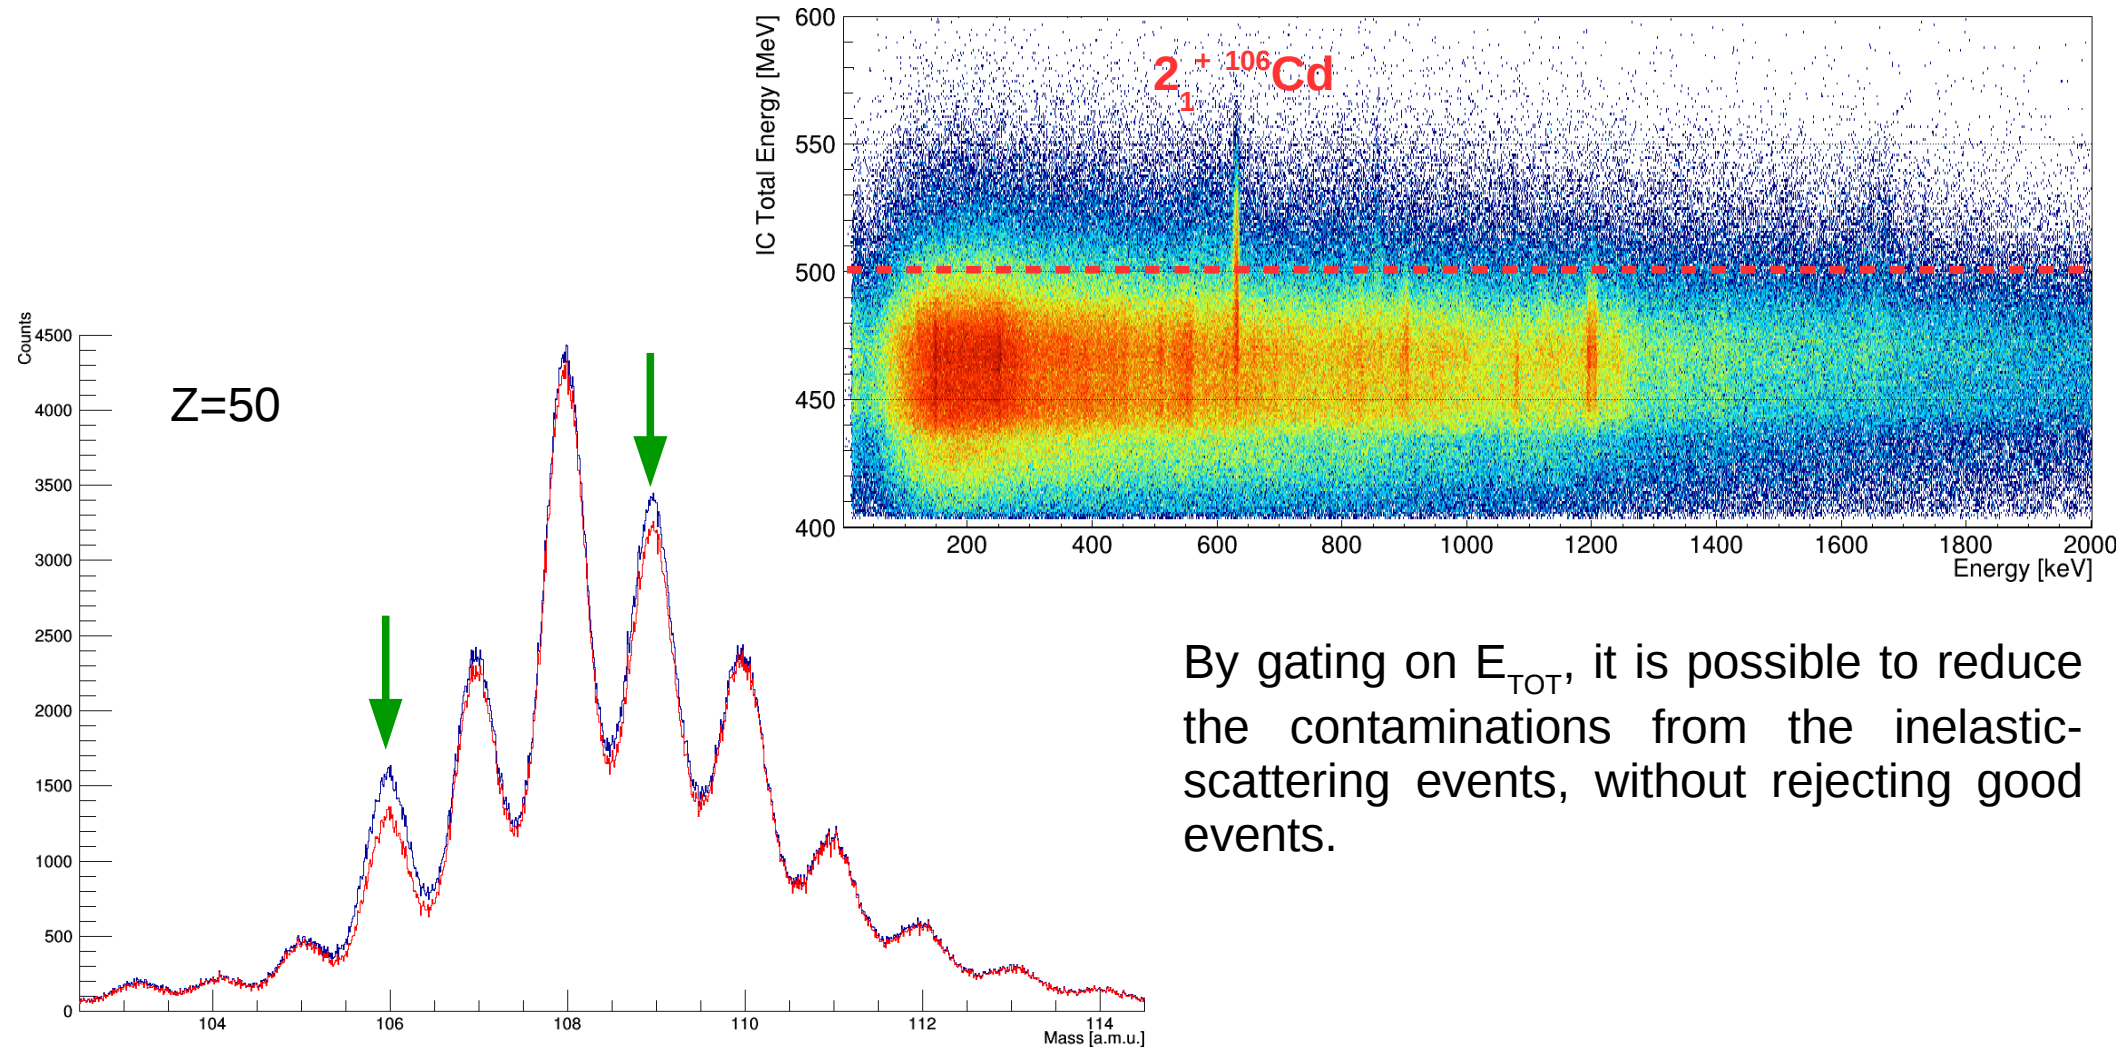 600
550
500
450
400
IC Total Energy [MeV]
2₁⁺ ¹⁰⁶Cd
200 400 600 800 1000 1200 1400 1600 1800 2000
Energy [keV]
Counts
4500
4000
3500
3000
2500
2000
1500
1000
500
0
Z=50
104 106 108 110 112 114
Mass [a.m.u.]
By gating on E_TOT, it is possible to reduce
the contaminations from the inelastic-
scattering events, without rejecting good
events.